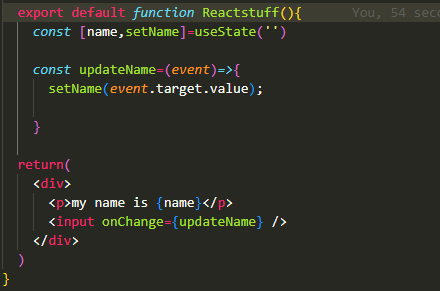 export default function Reactstuff(){ You, 54 seco
const [name,setName]=useState('')
const updateName=(event)=>{
setName(event.target.value);
}
return(
<div>
<p>my name is {name}</p>
<input onChange={updateName} />
</div>
)
}